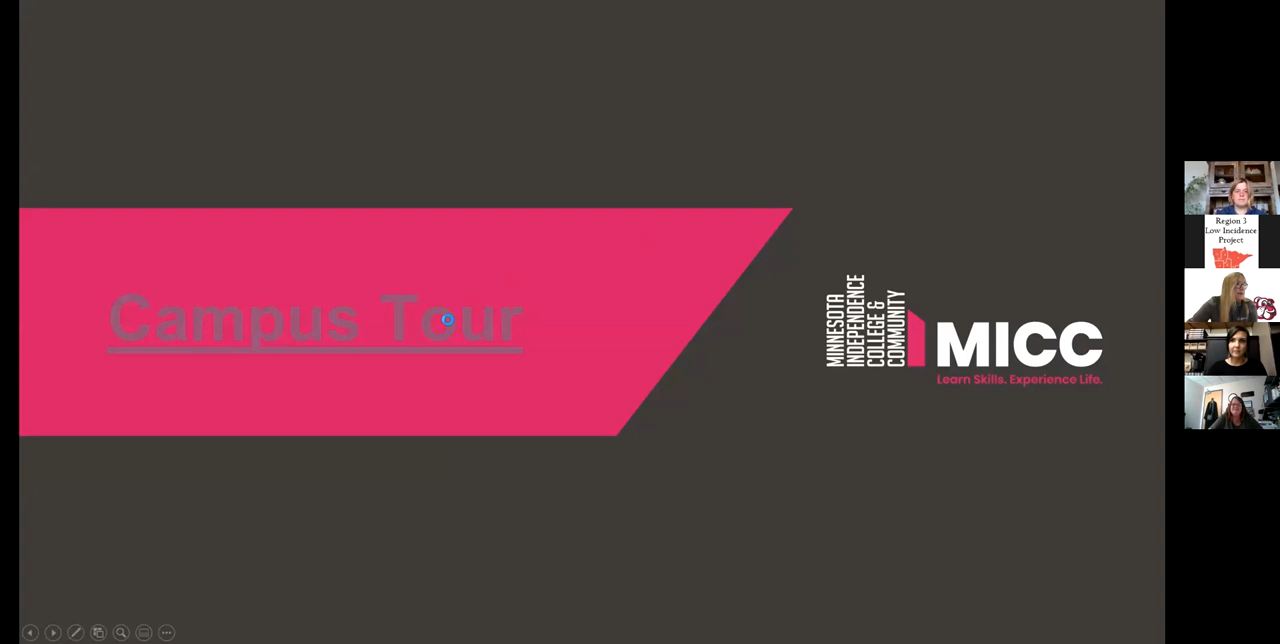 Campus Tour
MINNESOTA
INDEPENDENCE
COLLEGE &
COMMUNITY
MICC
Learn Skills. Experience Life.
Region 3
Low Incidence
Project